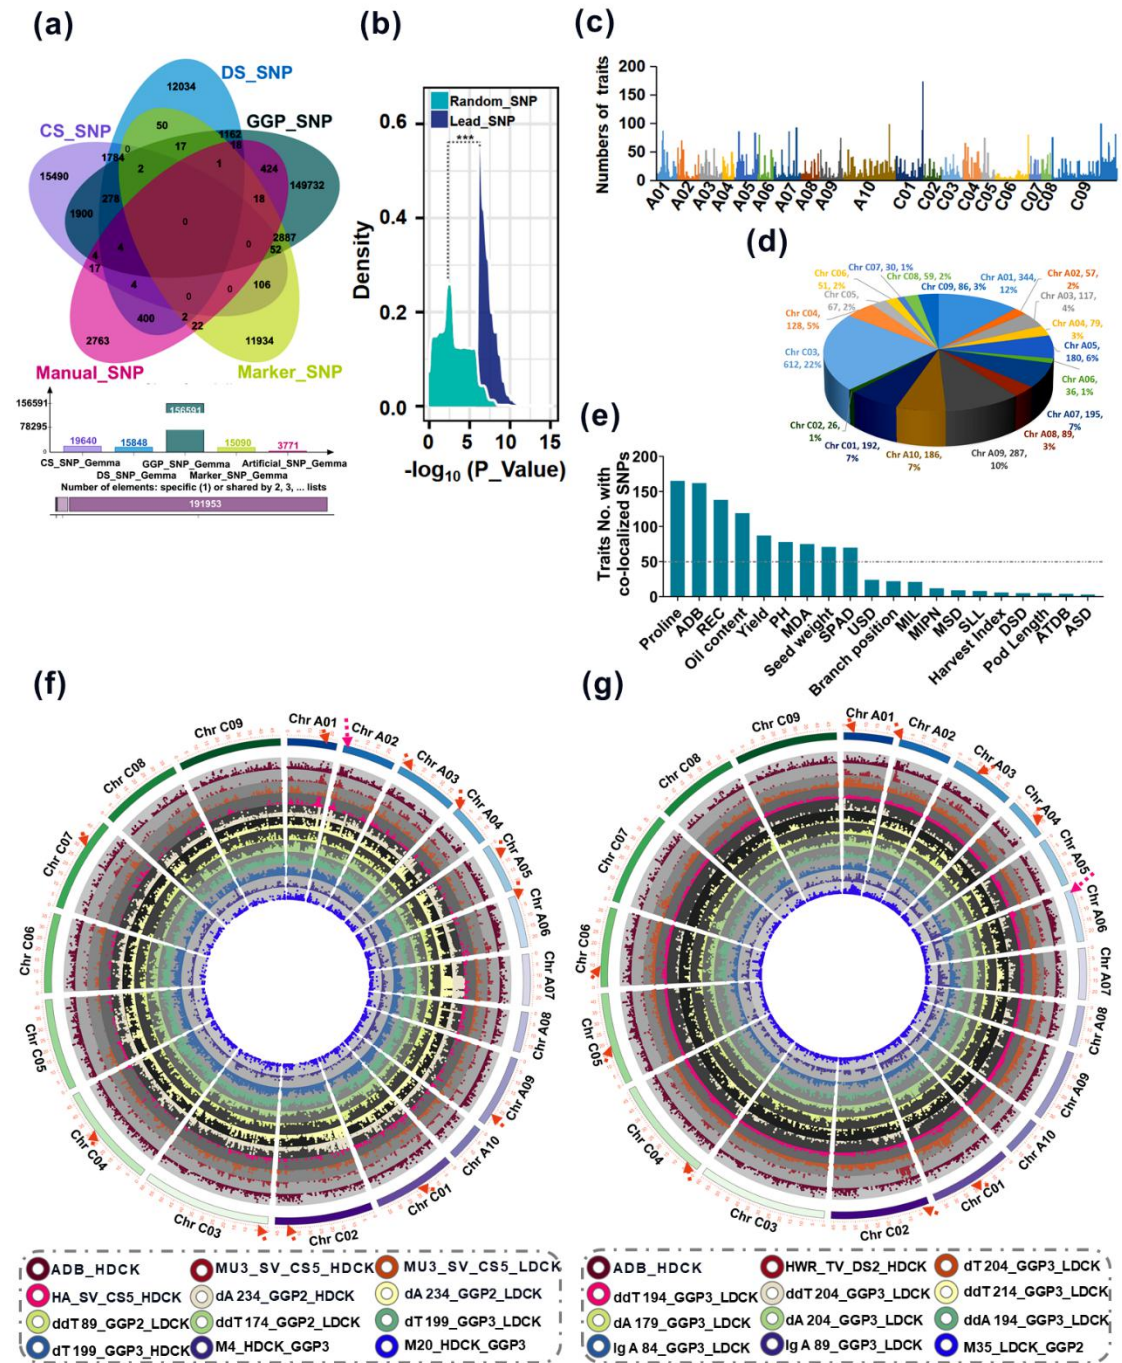 (a)
DS_SNP
12034
CS_SNP
GGP_SNP
50
1162
18
0
17
1784
2
1
424
149732
15490
278
18
1900
0
2887
0
52
4
4
17
4
0
106
0
400
2
22
2763
11934
Manual_SNP
Marker_SNP
156591
78295
156591
19640
15848
15090
3771
CS_SNP_Gemma
GGP_SNP_Gemma
Artificial_SNP_Gemma
DS_SNP_Gemma
Marker_SNP_Gemma
Number of elements: specific (1) or shared by 2, 3, ... lists
191953
(b)
Random_SNP
Lead_SNP
***
0.6
0.4
0.2
0.0
Density
0 5 10 15
-log10 (P_Value)
(c)
Numbers of traits
200
150
100
50
0
A01 A02 A03 A04 A05 A06 A07 A08 A09 A10 C01 C02 C03 C04 C05 C06 C07 C08 C09
(d)
Chr A01, 344, 12%
Chr A02, 57, 2%
Chr A03, 117, 4%
Chr A04, 79, 3%
Chr A05, 180, 6%
Chr A06, 36, 1%
Chr A07, 195, 7%
Chr A08, 89, 3%
Chr A09, 287, 10%
Chr A10, 186, 7%
Chr C01, 192, 7%
Chr C02, 26, 1%
Chr C03, 612, 22%
Chr C04, 128, 5%
Chr C05, 67, 2%
Chr C06, 51, 2%
Chr C07, 30, 1%
Chr C08, 59, 2%
Chr C09, 86, 3%
(e)
Traits No. with
co-localized SNPs
200
150
100
50
0
Proline
ADB
REC
Oil content
Yield
PH
MDA
Seed weight
SPAD
USD
Branch position
MIL
MIPN
MSD
SLL
Harvest Index
DSD
Pod Length
ATDB
ASD
(f)
Chr A01
Chr A02
Chr A03
Chr A04
Chr A05
Chr A06
Chr A07
Chr A08
Chr A09
Chr A10
Chr C01
Chr C02
Chr C03
Chr C04
Chr C05
Chr C06
Chr C07
Chr C08
Chr C09
ADB_HDCK MU3_SV_CS5_HDCK MU3_SV_CS5_LDCK
HA_SV_CS5_HDCK dA 234_GGP2_HDCK dA 234_GGP2_LDCK
ddT 89_GGP2_LDCK ddT 174_GGP2_LDCK dT 199_GGP3_LDCK
dT 199_GGP3_HDCK M4_HDCK_GGP3 M20_HDCK_GGP3
(g)
Chr A01
Chr A02
Chr A03
Chr A04
Chr A05
Chr A06
Chr A07
Chr A08
Chr A09
Chr A10
Chr C01
Chr C02
Chr C03
Chr C04
Chr C05
Chr C06
Chr C07
Chr C08
Chr C09
ADB_HDCK HWR_TV_DS2_HDCK dT 204_GGP3_LDCK
ddT 194_GGP3_LDCK ddT 204_GGP3_LDCK ddT 214_GGP3_LDCK
dA 179_GGP3_LDCK dA 204_GGP3_LDCK ddA 194_GGP3_LDCK
lg A 84_GGP3_LDCK lg A 89_GGP3_LDCK M35_LDCK_GGP2